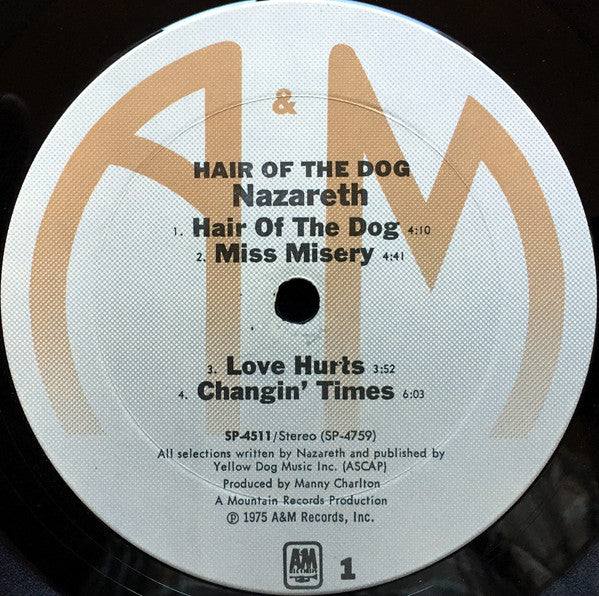 A&M
HAIR OF THE DOG
Nazareth
1. Hair Of The Dog 4:10
2. Miss Misery 4:41
3. Love Hurts 3:52
4. Changin' Times 6:03
SP-4511/Stereo (SP-4759)
All selections written by Nazareth and published by
Yellow Dog Music Inc. (ASCAP)
Produced by Manny Charlton
A Mountain Records Production
℗ 1975 A&M Records, Inc.
A&M
RECORDS
1